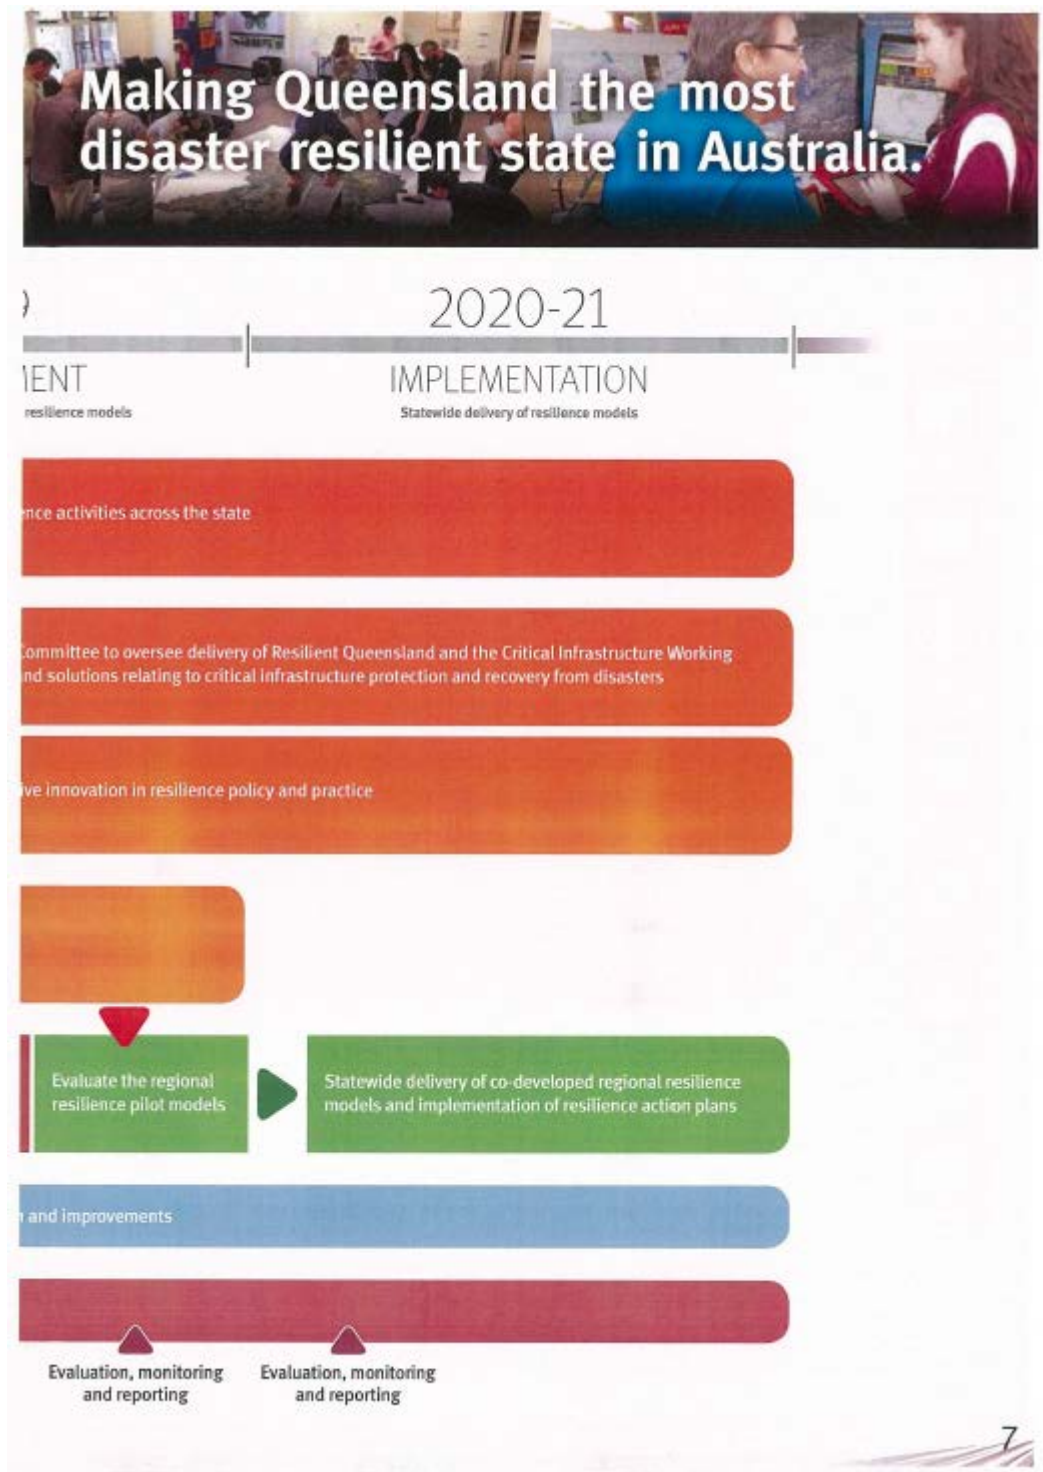 Making Queensland the most
disaster resilient state in Australia.
2020-21
IMPLEMENTATION
resilience models
Statewide delivery of resilience models
activities across the state
Committee to oversee delivery of Resilient Queensland and the Critical Infrastructure Working
solutions relating to critical infrastructure protection and recovery from disasters
innovation in resilience policy and practice
Evaluate the regional
resilience pilot models
Statewide delivery of co-developed regional resilience
models and implementation of resilience action plans
and improvements
Evaluation, monitoring
and reporting
Evaluation, monitoring
and reporting
7